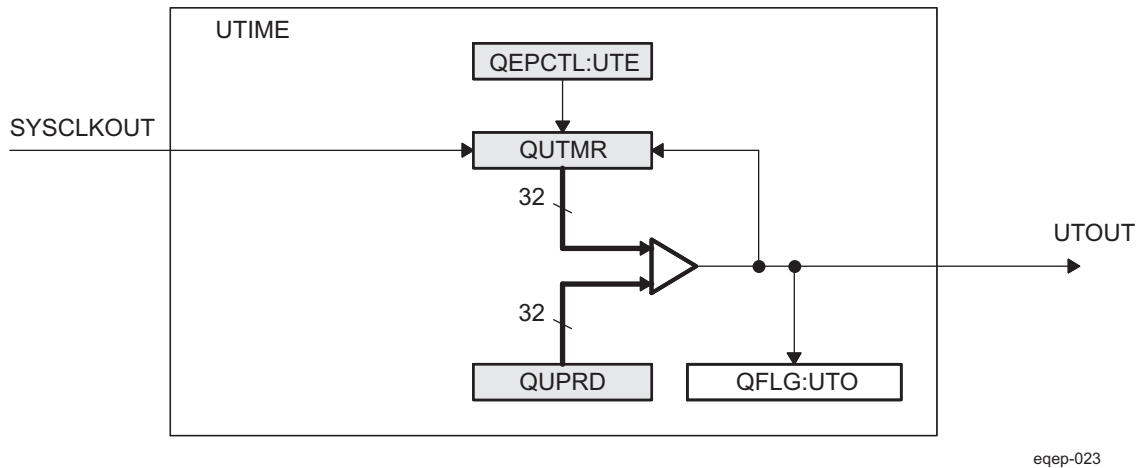 UTIME
QEPCTL:UTE
SYSCLKOUT
QUTMR
32
UTOUT
32
QUPRD
QFLG:UTO
eqep-023